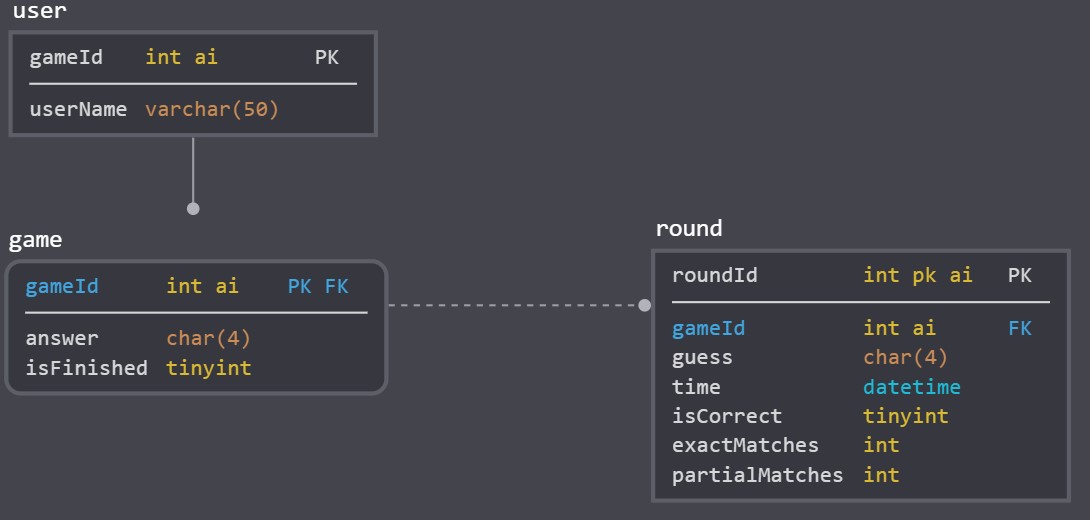 user
gameId int ai PK
userName varchar(50)
game
gameId int ai PK FK
answer char(4)
isFinished tinyint
round
roundId int pk ai PK
gameId int ai FK
guess char(4)
time datetime
isCorrect tinyint
exactMatches int
partialMatches int